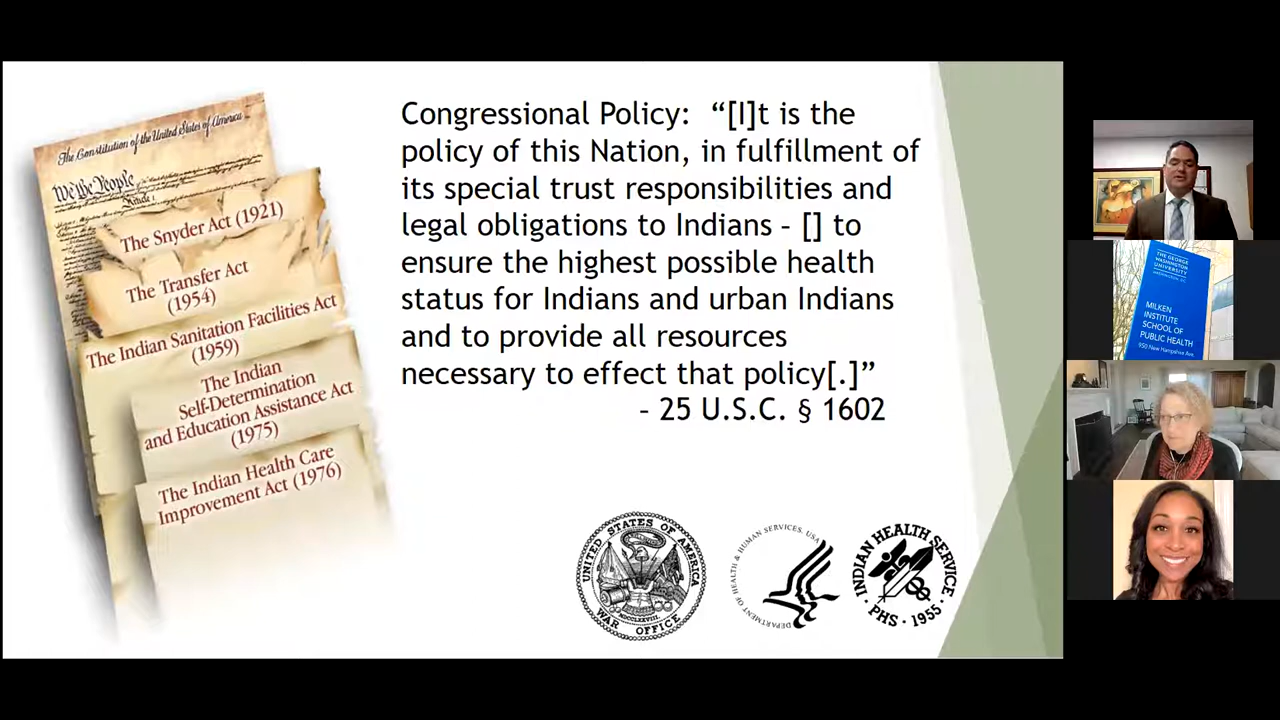 The Constitution of the United States of America
We the People
Article I
The Snyder Act (1921)
The Transfer Act
(1954)
The Indian Sanitation Facilities Act
(1959)
The Indian
Self-Determination
and Education Assistance Act
(1975)
The Indian Health Care
Improvement Act (1976)
Congressional Policy: “[I]t is the
policy of this Nation, in fulfillment of
its special trust responsibilities and
legal obligations to Indians – [] to
ensure the highest possible health
status for Indians and urban Indians
and to provide all resources
necessary to effect that policy[.]”
– 25 U.S.C. § 1602
UNITED STATES OF AMERICA
WAR OFFICE
DEPARTMENT OF HEALTH & HUMAN SERVICES. USA
INDIAN HEALTH SERVICE
PHS · 1955
THE GEORGE
WASHINGTON
UNIVERSITY
WASHINGTON, DC
MILKEN
INSTITUTE
SCHOOL OF
PUBLIC HEALTH
950 New Hampshire Ave.